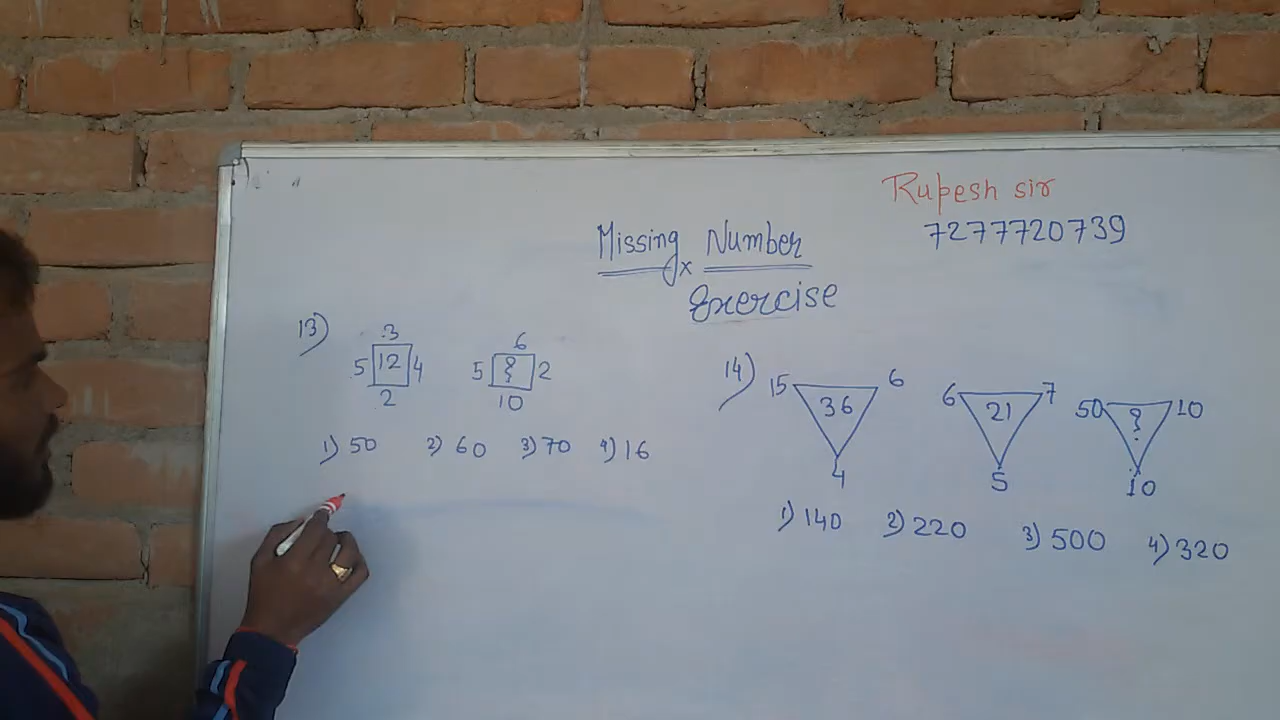 Rupesh sir
7277720739
Missing Number
x
Exercise
13)
3
5 12 4
2
6
5 ? 2
10
1) 50 2) 60 3) 70 4) 16
14)
15 6
36
4
6 7
21
5
50 10
?
10
1) 140 2) 220 3) 500 4) 320